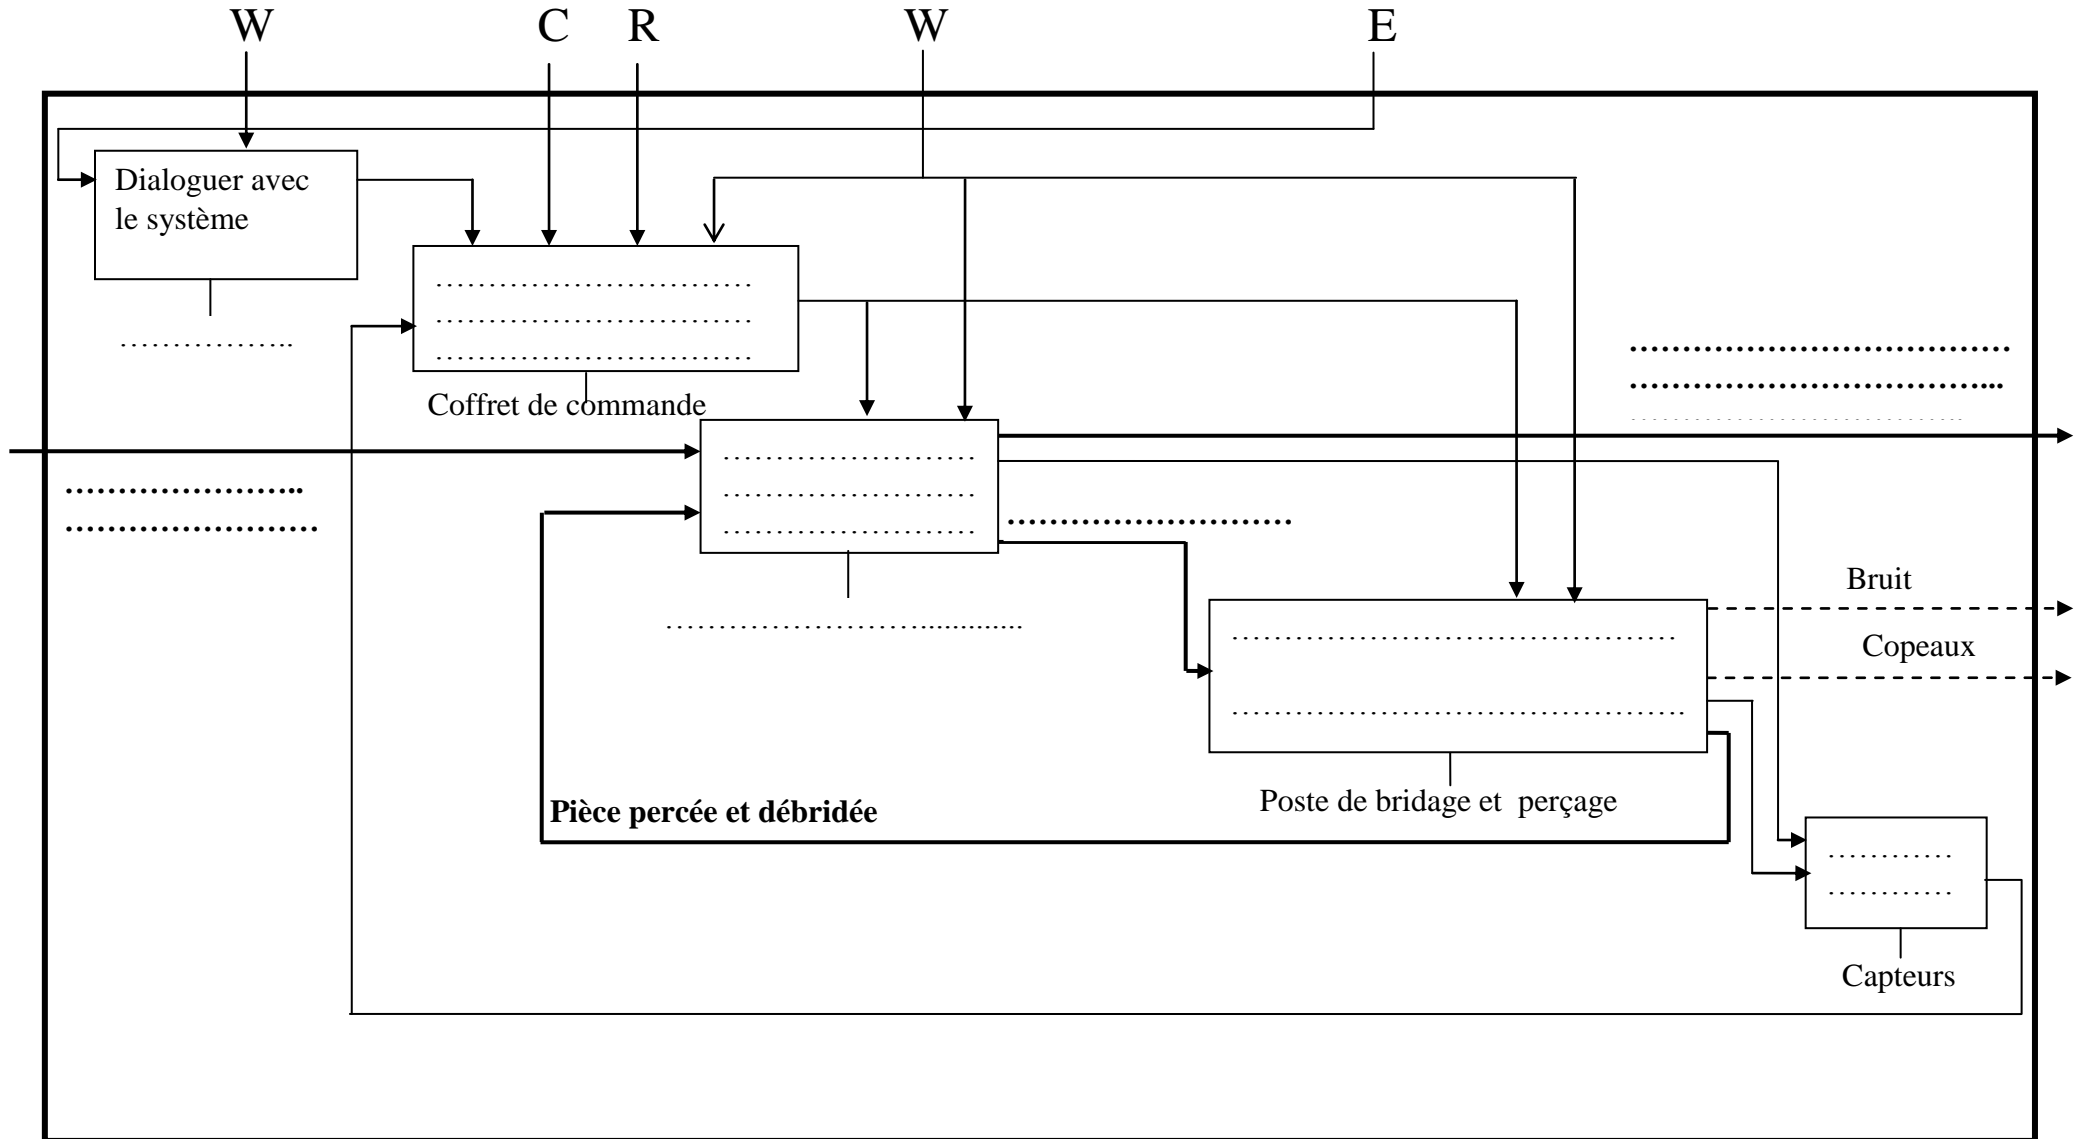 W
C
R
W
E
Dialoguer avec
le système
Coffret de commande
Bruit
Copeaux
Poste de bridage et perçage
Pièce percée et débridée
Capteurs